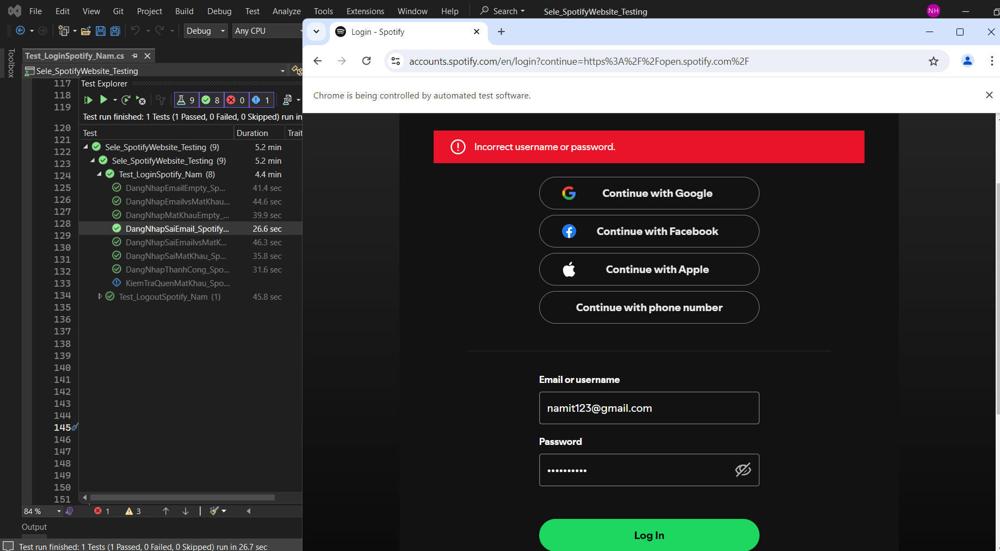 File Edit View Git Project Build Debug Test Analyze Tools Extensions Window Help Search Sele_SpotifyWebsite_Testing NH
Debug Any CPU
Toolbox
Test_LoginSpotify_Nam.cs
Sele_SpotifyWebsite_Testing
117
118
119
120
121
122
123
124
125
126
127
128
129
130
131
132
133
134
135
136
137
138
139
140
141
142
143
144
145
146
147
148
149
150
151
Test Explorer
9 8 0 1
Test run finished: 1 Tests (1 Passed, 0 Failed, 0 Skipped) run in
Test Duration Trait
Sele_SpotifyWebsite_Testing (9) 5.2 min
Sele_SpotifyWebsite_Testing (9) 5.2 min
Test_LoginSpotify_Nam (8) 4.4 min
DangNhapEmailEmpty_Sp... 41.4 sec
DangNhapEmailvsMatKhau... 44.6 sec
DangNhapMatKhauEmpty_... 39.9 sec
DangNhapSaiEmail_Spotify... 26.6 sec
DangNhapSaiEmailvsMatK... 46.3 sec
DangNhapSaiMatKhau_Sp... 35.8 sec
DangNhapThanhCong_Spo... 31.6 sec
KiemTraQuenMatKhau_Spo...
Test_LogoutSpotify_Nam (1) 45.8 sec
84 % 1 3
Output
Test run finished: 1 Tests (1 Passed, 0 Failed, 0 Skipped) run in 26.7 sec
Login - Spotify
accounts.spotify.com/en/login?continue=https%3A%2F%2Fopen.spotify.com%2F
Chrome is being controlled by automated test software.
Incorrect username or password.
Continue with Google
Continue with Facebook
Continue with Apple
Continue with phone number
Email or username
namit123@gmail.com
Password
••••••••••
Log In